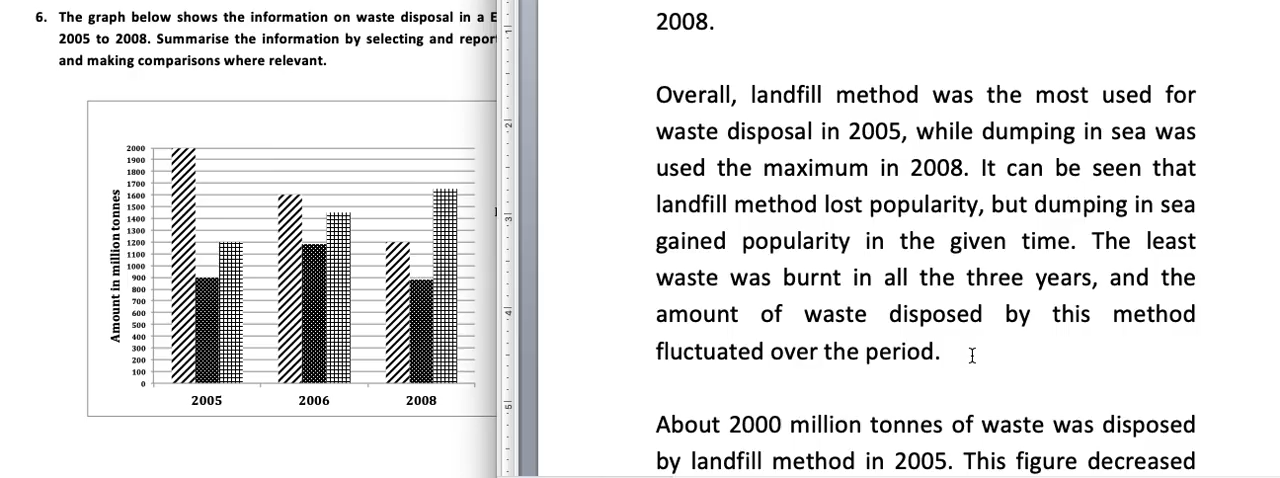 6. The graph below shows the information on waste disposal in a E
2005 to 2008. Summarise the information by selecting and repor
and making comparisons where relevant.
Amount in million tonnes
2000
1900
1800
1700
1600
1500
1400
1300
1200
1100
1000
900
800
700
600
500
400
300
200
100
0
2005 2006 2008
1
2
3
4
5
2008.
Overall, landfill method was the most used for
waste disposal in 2005, while dumping in sea was
used the maximum in 2008. It can be seen that
landfill method lost popularity, but dumping in sea
gained popularity in the given time. The least
waste was burnt in all the three years, and the
amount of waste disposed by this method
fluctuated over the period.
About 2000 million tonnes of waste was disposed
by landfill method in 2005. This figure decreased